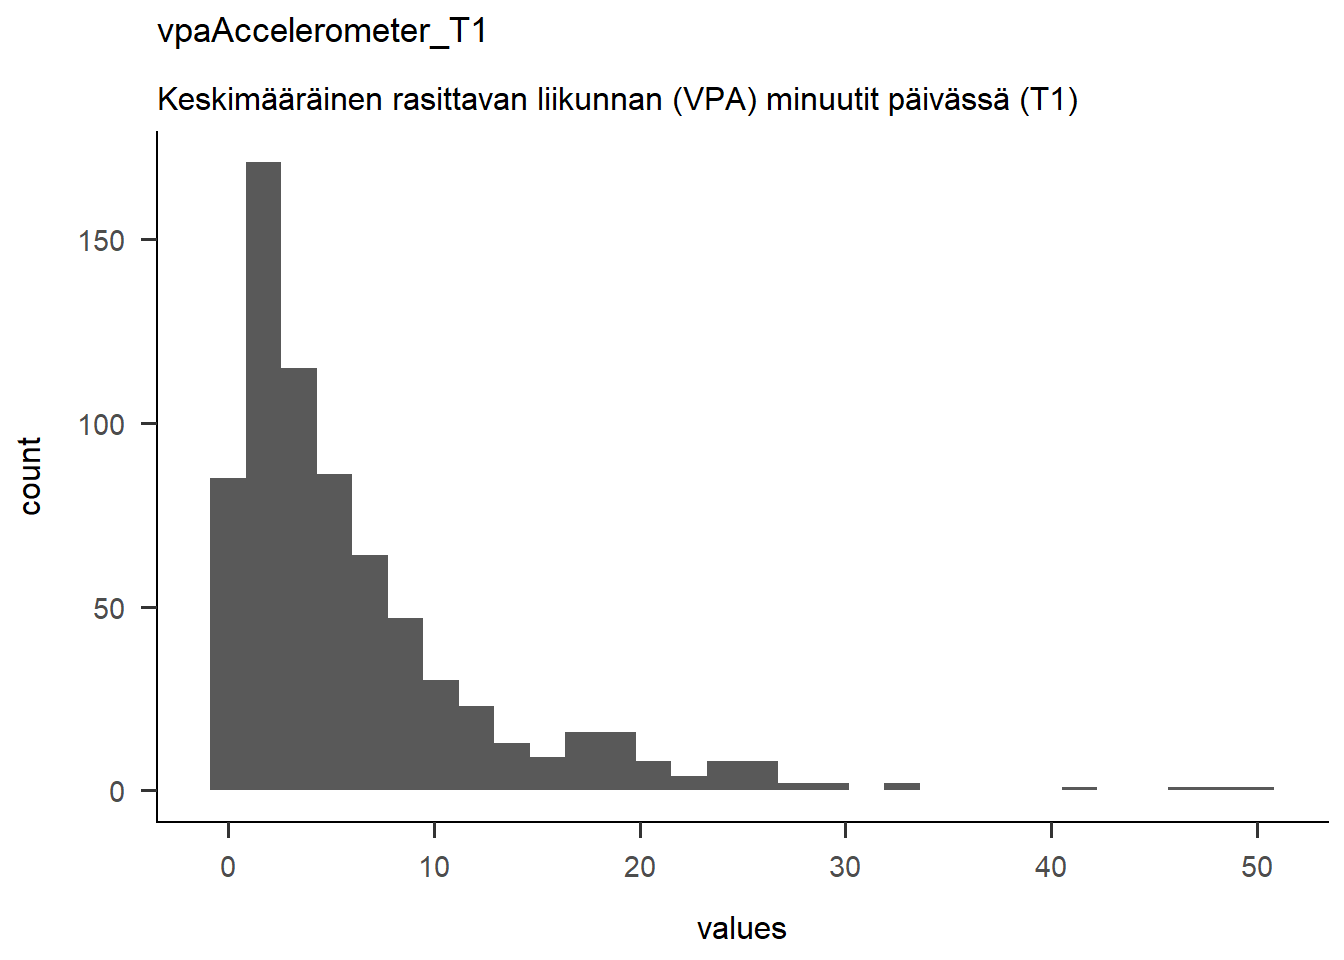 vpaAccelerometer_T1
Keskimääräinen rasittavan liikunnan (VPA) minuutit päivässä (T1)
150
100
50
0
count
0 10 20 30 40 50
values